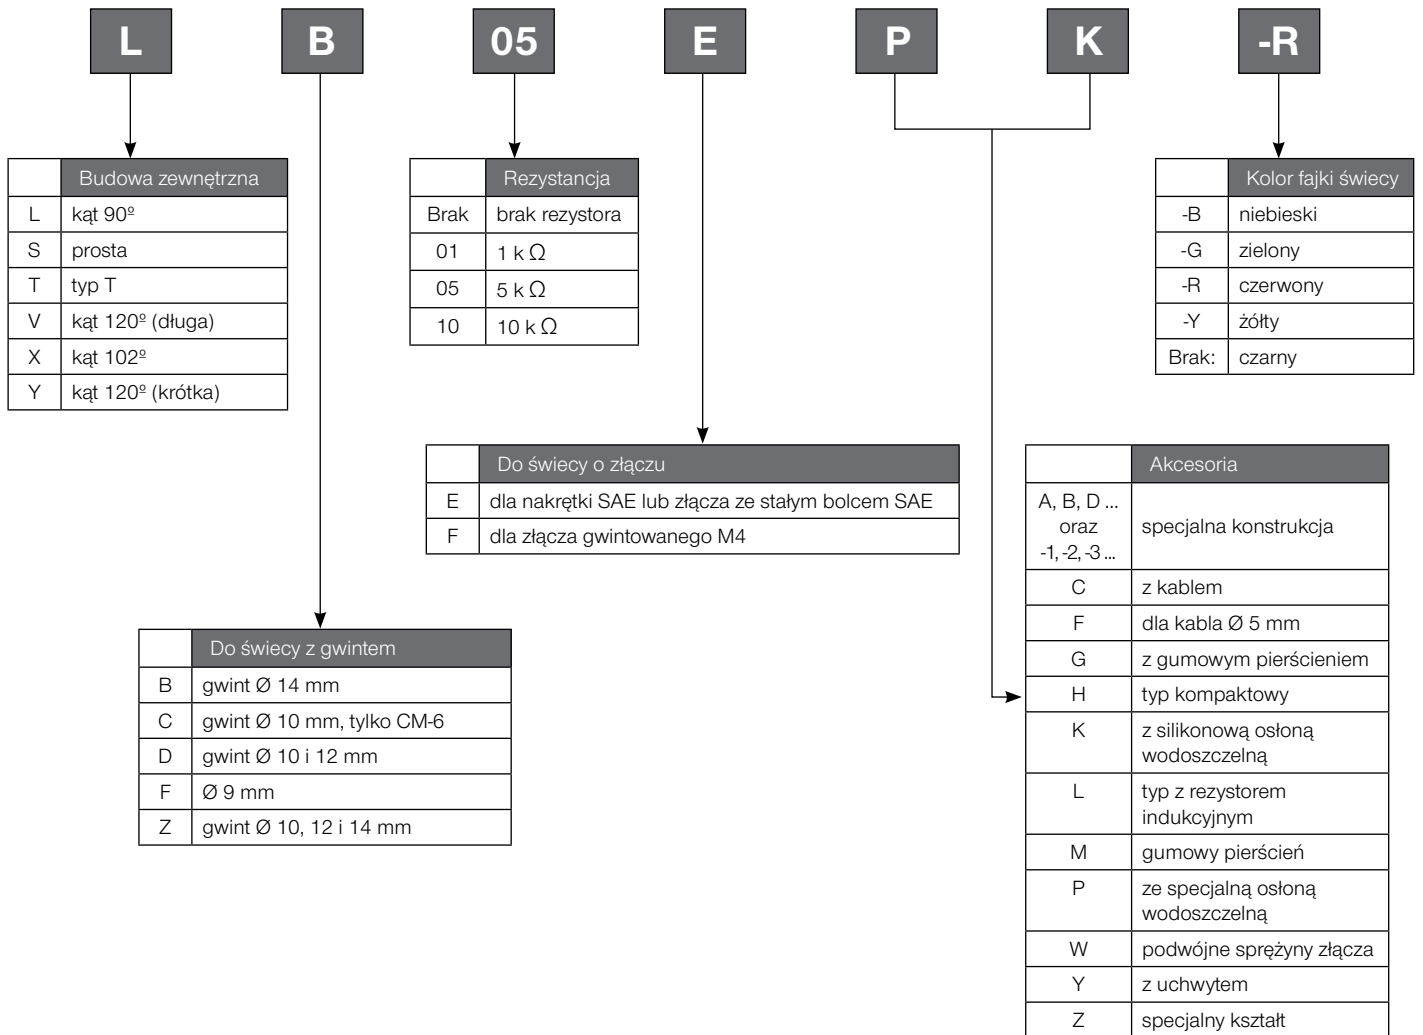 L B 05 E P K -R
Budowa zewnętrzna
L kąt 90º
S prosta
T typ T
V kąt 120º (długa)
X kąt 102º
Y kąt 120º (krótka)
Rezystancja
Brak brak rezystora
01 1 k Ω
05 5 k Ω
10 10 k Ω
Kolor fajki świecy
-B niebieski
-G zielony
-R czerwony
-Y żółty
Brak: czarny
Do świecy o złączu
E dla nakrętki SAE lub złącza ze stałym bolcem SAE
F dla złącza gwintowanego M4
Do świecy z gwintem
B gwint Ø 14 mm
C gwint Ø 10 mm, tylko CM-6
D gwint Ø 10 i 12 mm
F Ø 9 mm
Z gwint Ø 10, 12 i 14 mm
Akcesoria
A, B, D ...
oraz specjalna konstrukcja
-1, -2, -3 ...
C z kablem
F dla kabla Ø 5 mm
G z gumowym pierścieniem
H typ kompaktowy
K z silikonową osłoną
wodoszczelną
L typ z rezystorem
indukcyjnym
M gumowy pierścień
P ze specjalną osłoną
wodoszczelną
W podwójne sprężyny złącza
Y z uchwytem
Z specjalny kształt